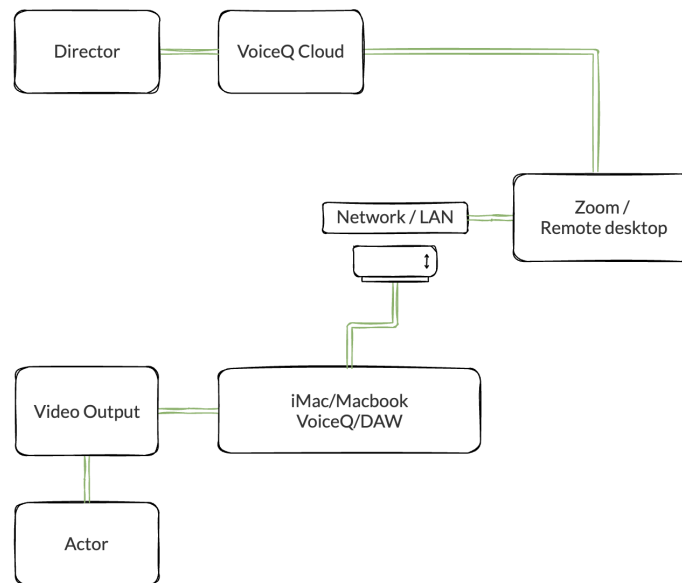 Director
VoiceQ Cloud
Network / LAN
Zoom /
Remote desktop
iMac/Macbook
VoiceQ/DAW
Video Output
Actor